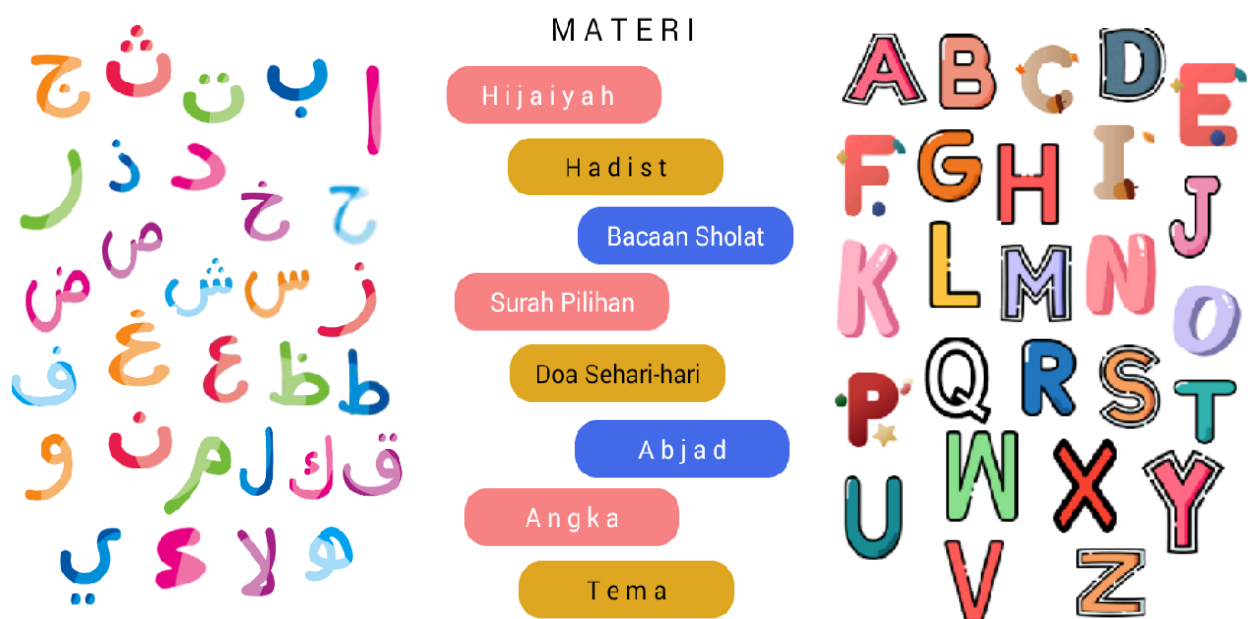 ا ب ت ث ج
ح خ د ذ ر
ز س ش ص ض
ط ظ ع غ ف
ق ك ل م ن و
ه لا ء ي
MATERI
Hijaiyah
Hadist
Bacaan Sholat
Surah Pilihan
Doa Sehari-hari
Abjad
Angka
Tema
A B C D E
F G H I J
K L M N O
P Q R S T
U W X Y
V Z